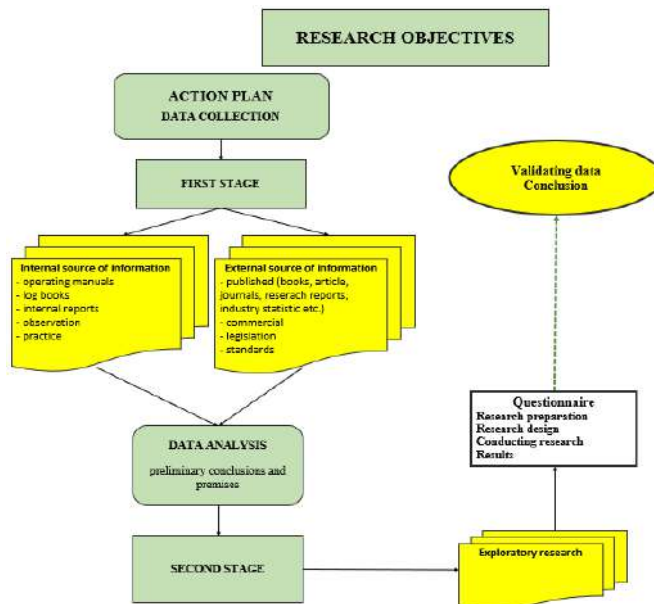 RESEARCH OBJECTIVES
ACTION PLAN
DATA COLLECTION
FIRST STAGE
Internal source of information
- operating manuals
- log books
- internal reports
- observation
- practice
External source of information
- published (books, article,
journals, reserach reports,
industry statistic etc.)
- commercial
- legislation
- standards
DATA ANALYSIS
preliminary conclusions and
premises
SECOND STAGE
Exploratory research
Questionnaire
Research preparation
Research design
Conducting research
Results
Validating data
Conclusion